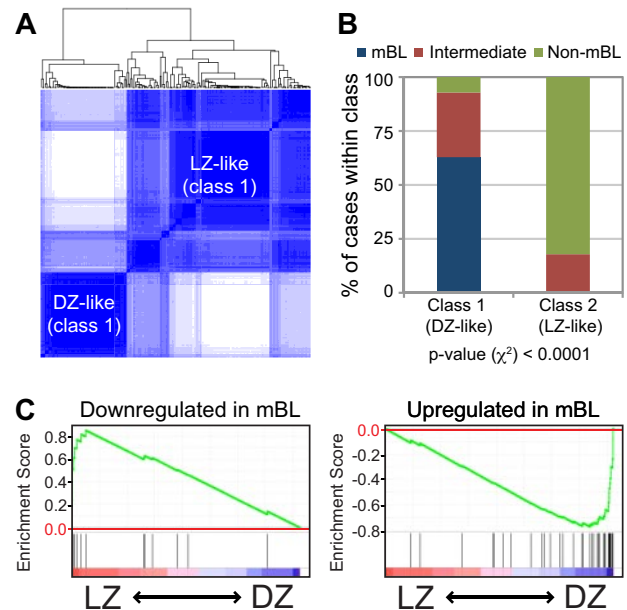 A
LZ-like
(class 1)
DZ-like
(class 1)
B
mBL Intermediate Non-mBL
% of cases within class
100
75
50
25
0
Class 1
(DZ-like)
Class 2
(LZ-like)
p-value (χ²) < 0.0001
C
Downregulated in mBL
Enrichment Score
0.8
0.6
0.4
0.2
0.0
LZ DZ
Upregulated in mBL
Enrichment Score
0.0
-0.2
-0.4
-0.6
-0.8
LZ DZ